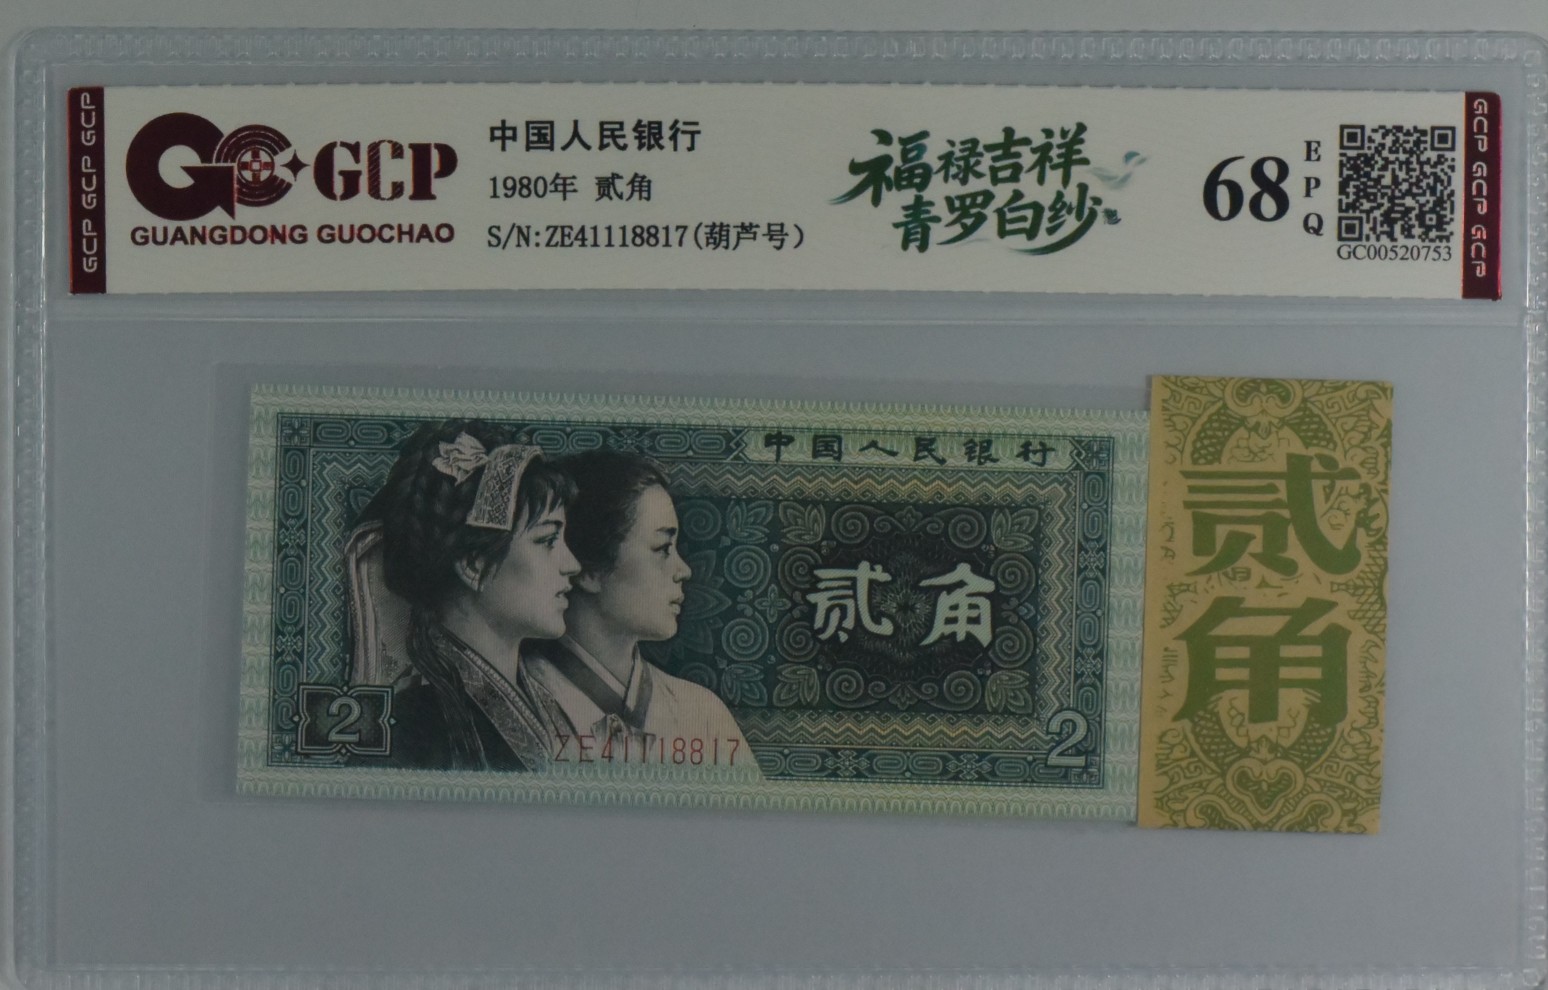 GCP GCP GCP
GCP
GUANGDONG GUOCHAO
中国人民银行
1980年 贰角
S/N:ZE41118817(葫芦号)
福禄吉祥
青罗白纱
68
E
P
Q
GC00520753
GCP GCP GCP
中国人民银行
贰角
2
ZE41118817
2
贰
角